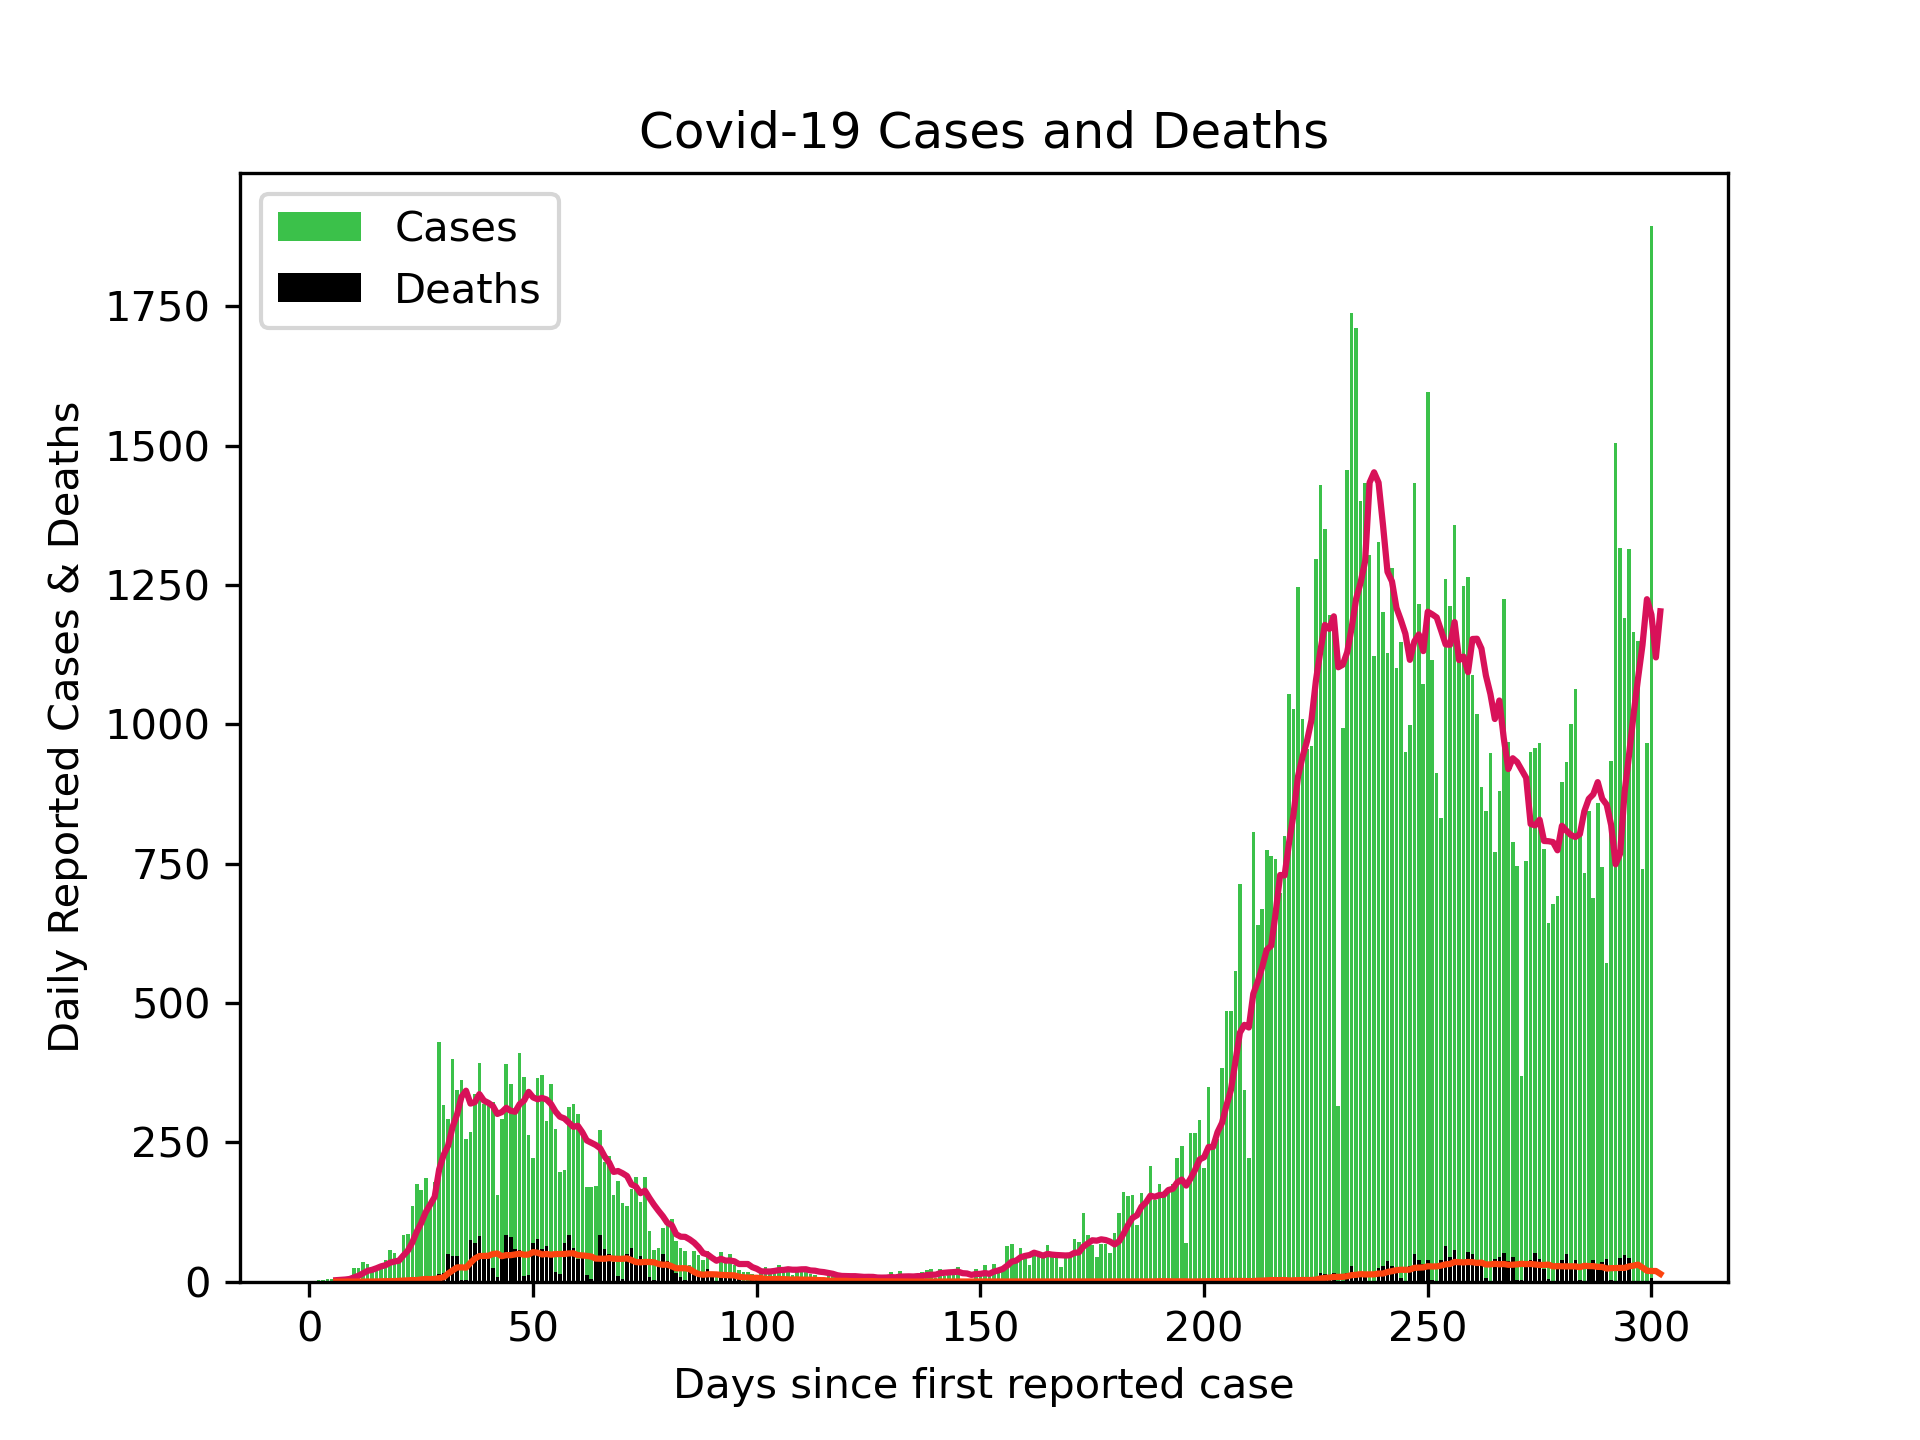 Covid-19 Cases and Deaths
Cases
Deaths
Daily Reported Cases & Deaths
1750
1500
1250
1000
750
500
250
0
0 50 100 150 200 250 300
Days since first reported case